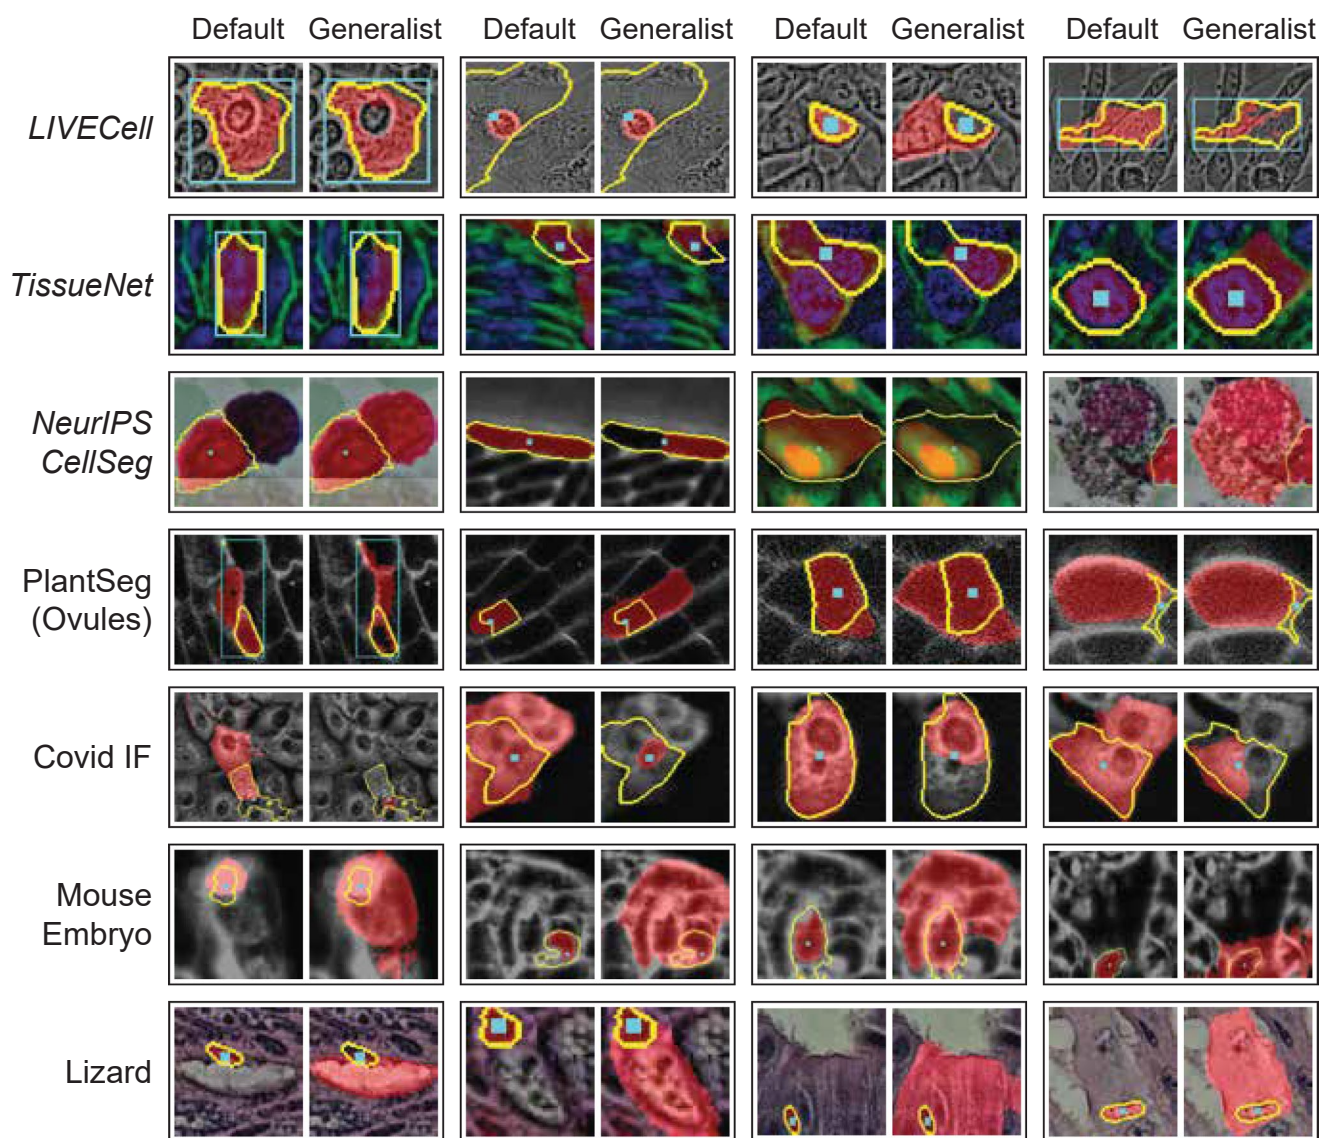 Default Generalist Default Generalist Default Generalist Default Generalist
LIVECell
TissueNet
NeurIPS
CellSeg
PlantSeg
(Ovules)
Covid IF
Mouse
Embryo
Lizard